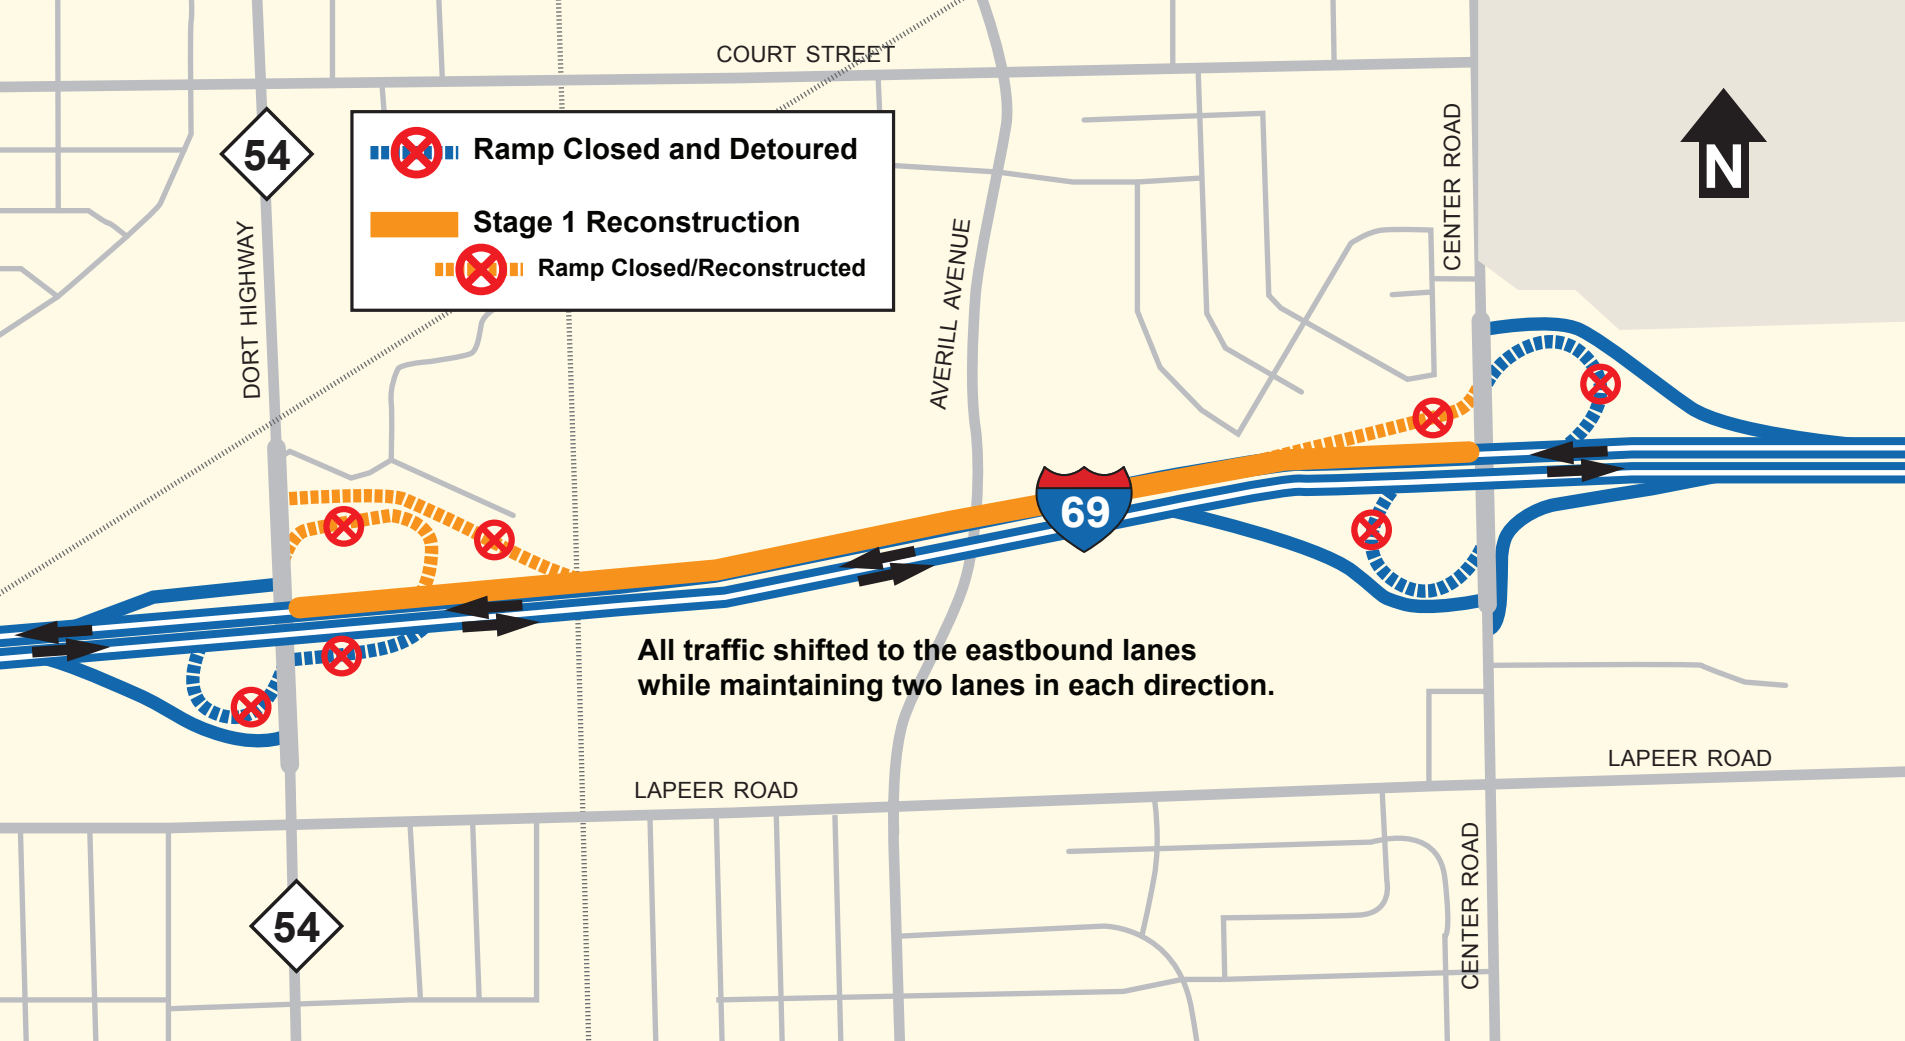 COURT STREET
54
Ramp Closed and Detoured
Stage 1 Reconstruction
Ramp Closed/Reconstructed
DORT HIGHWAY
AVERILL AVENUE
CENTER ROAD
N
69
All traffic shifted to the eastbound lanes
while maintaining two lanes in each direction.
LAPEER ROAD
LAPEER ROAD
54
CENTER ROAD